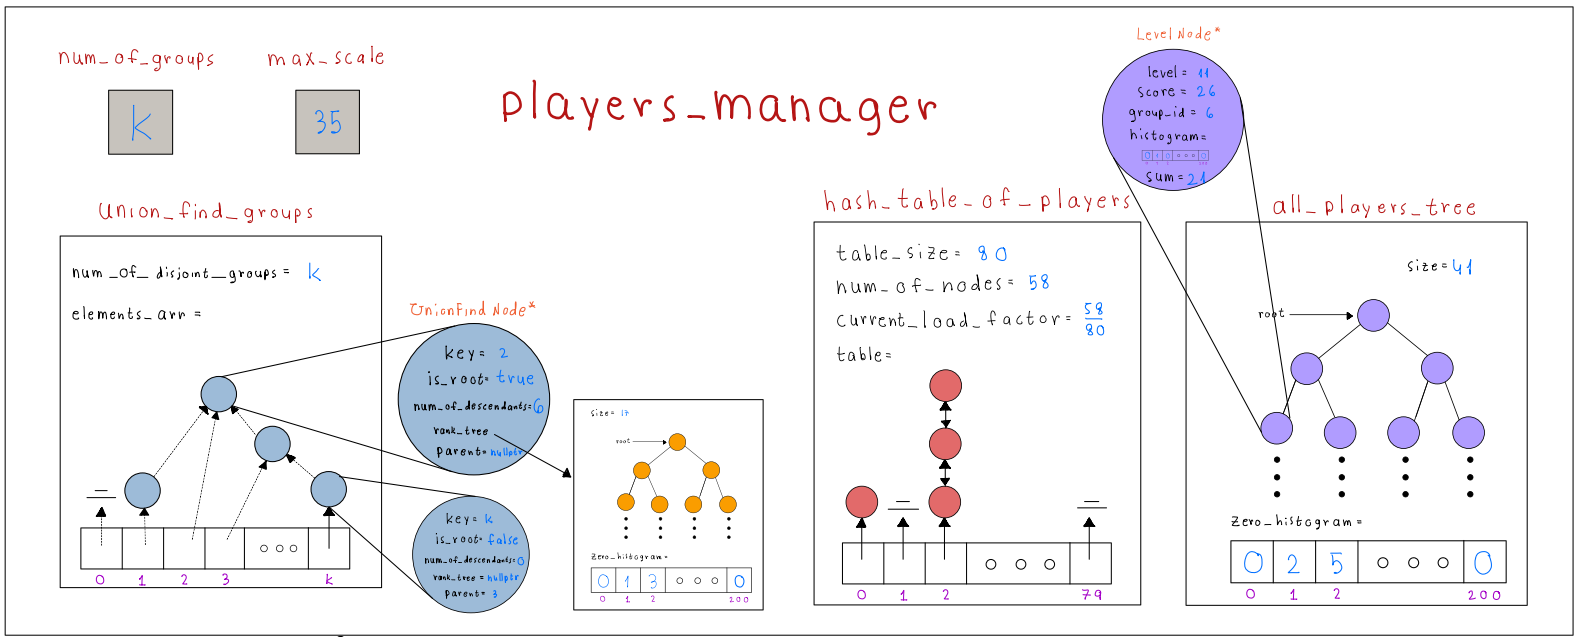 num_of_groups
max_scale
k
35
players_manager
union_find_groups
num_of_disjoint_groups = k
elements_arr =
0 1 2 3 k
UnionFind Node*
key= 2
is_root= true
num_of_descendants= 6
rank_tree
parent= nullptr
key= k
is_root= false
num_of_descendants= 0
rank_tree = nullptr
parent= 3
size= 17
root
zero_histogram=
0 1 3 0
0 1 2 200
hash_table_of_players
table_size= 80
num_of_nodes= 58
current_load_factor= 58
80
table=
0 1 2 79
Level Node*
level= 11
score= 26
group_id= 6
histogram=
sum= 21
all_players_tree
size= 41
root
zero_histogram=
0 2 5 0
0 1 2 200